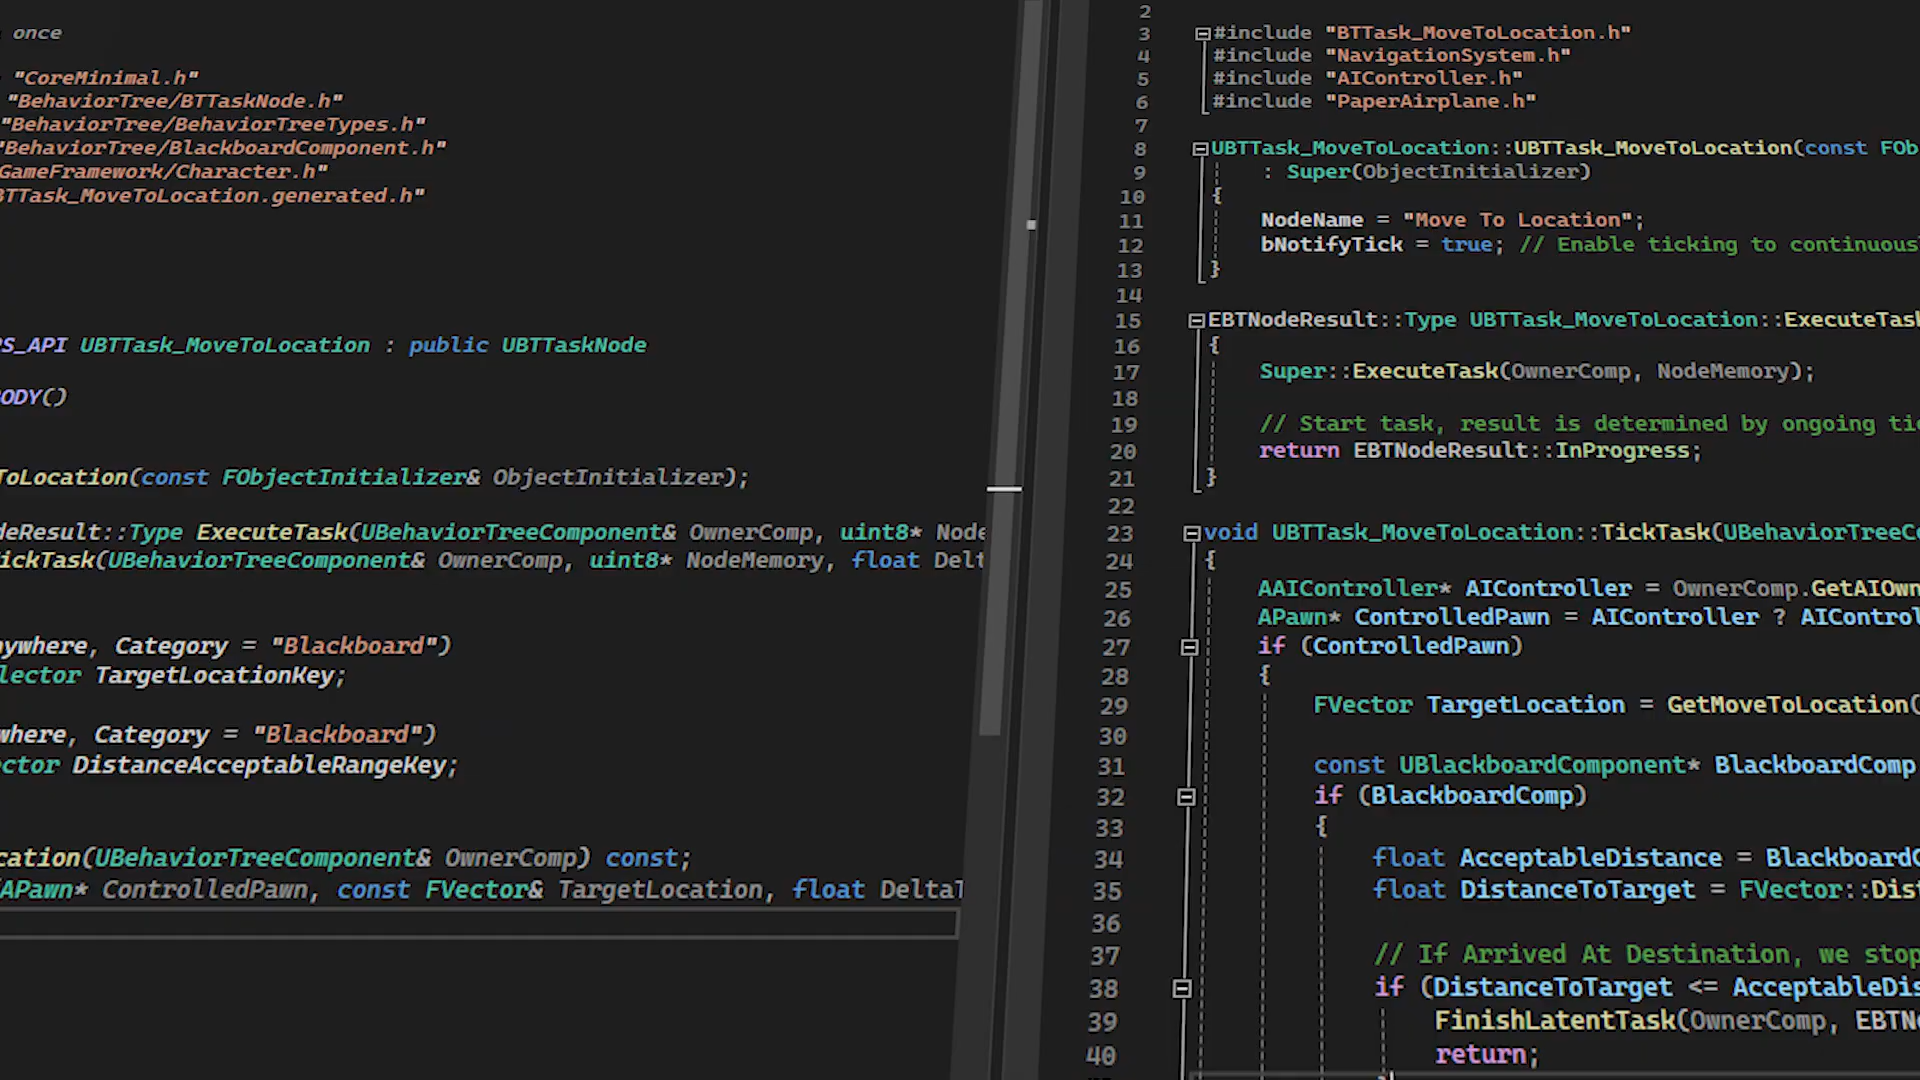 once
"CoreMinimal.h"
"BehaviorTree/BTTaskNode.h"
"BehaviorTree/BehaviorTreeTypes.h"
"BehaviorTree/BlackboardComponent.h"
GameFramework/Character.h"
BTTask_MoveToLocation.generated.h"
S_API UBTTask_MoveToLocation : public UBTTaskNode
BODY()
ToLocation(const FObjectInitializer& ObjectInitializer);
deResult::Type ExecuteTask(UBehaviorTreeComponent& OwnerComp, uint8* Node
ickTask(UBehaviorTreeComponent& OwnerComp, uint8* NodeMemory, float Delt
nywhere, Category = "Blackboard")
lector TargetLocationKey;
where, Category = "Blackboard")
ector DistanceAcceptableRangeKey;
cation(UBehaviorTreeComponent& OwnerComp) const;
APawn* ControlledPawn, const FVector& TargetLocation, float DeltaT
2
3 #include "BTTask_MoveToLocation.h"
4 #include "NavigationSystem.h"
5 #include "AIController.h"
6 #include "PaperAirplane.h"
7
8 UBTTask_MoveToLocation::UBTTask_MoveToLocation(const FOb
9 : Super(ObjectInitializer)
10 {
11 NodeName = "Move To Location";
12 bNotifyTick = true; // Enable ticking to continuous
13 }
14
15 EBTNodeResult::Type UBTTask_MoveToLocation::ExecuteTask
16 {
17 Super::ExecuteTask(OwnerComp, NodeMemory);
18
19 // Start task, result is determined by ongoing tic
20 return EBTNodeResult::InProgress;
21 }
22
23 void UBTTask_MoveToLocation::TickTask(UBehaviorTreeCo
24 {
25 AAIController* AIController = OwnerComp.GetAIOwn
26 APawn* ControlledPawn = AIController ? AIControl
27 if (ControlledPawn)
28 {
29 FVector TargetLocation = GetMoveToLocation(
30
31 const UBlackboardComponent* BlackboardComp
32 if (BlackboardComp)
33 {
34 float AcceptableDistance = BlackboardC
35 float DistanceToTarget = FVector::Dist
36
37 // If Arrived At Destination, we stop
38 if (DistanceToTarget <= AcceptableDis
39 FinishLatentTask(OwnerComp, EBTN
40 return;